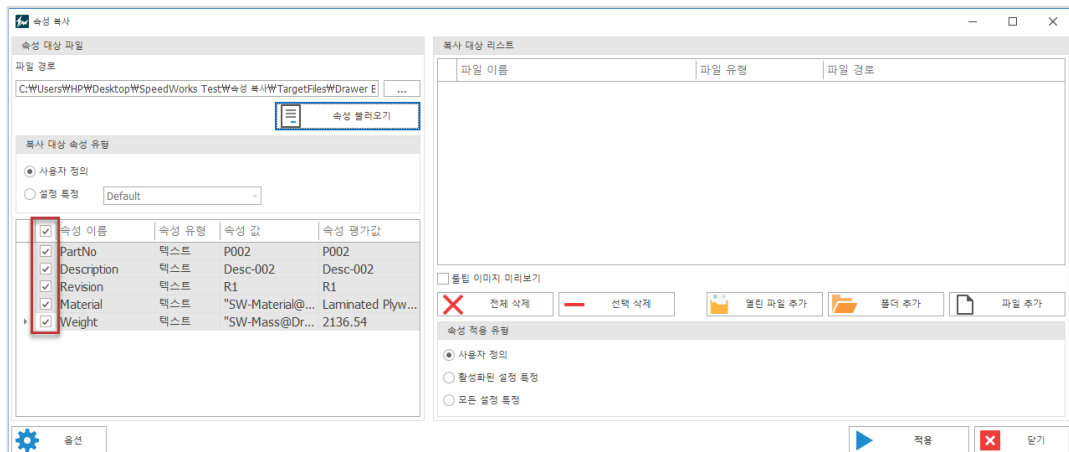 속성 복사
속성 대상 파일
파일 경로
C:₩Users₩HP₩Desktop₩SpeedWorks Test₩속성 복사₩TargetFiles₩Drawer E
...
속성 불러오기
복사 대상 속성 유형
사용자 정의
설정 특정 Default
속성 이름 속성 유형 속성 값 속성 평가값
PartNo 텍스트 P002 P002
Description 텍스트 Desc-002 Desc-002
Revision 텍스트 R1 R1
Material 텍스트 "SW-Material@... Laminated Plyw...
Weight 텍스트 "SW-Mass@Dr... 2136.54
옵션
복사 대상 리스트
파일 이름 파일 유형 파일 경로
툴팁 이미지 미리보기
전체 삭제 선택 삭제 열린 파일 추가 폴더 추가 파일 추가
속성 적용 유형
사용자 정의
활성화된 설정 특정
모든 설정 특정
적용 닫기